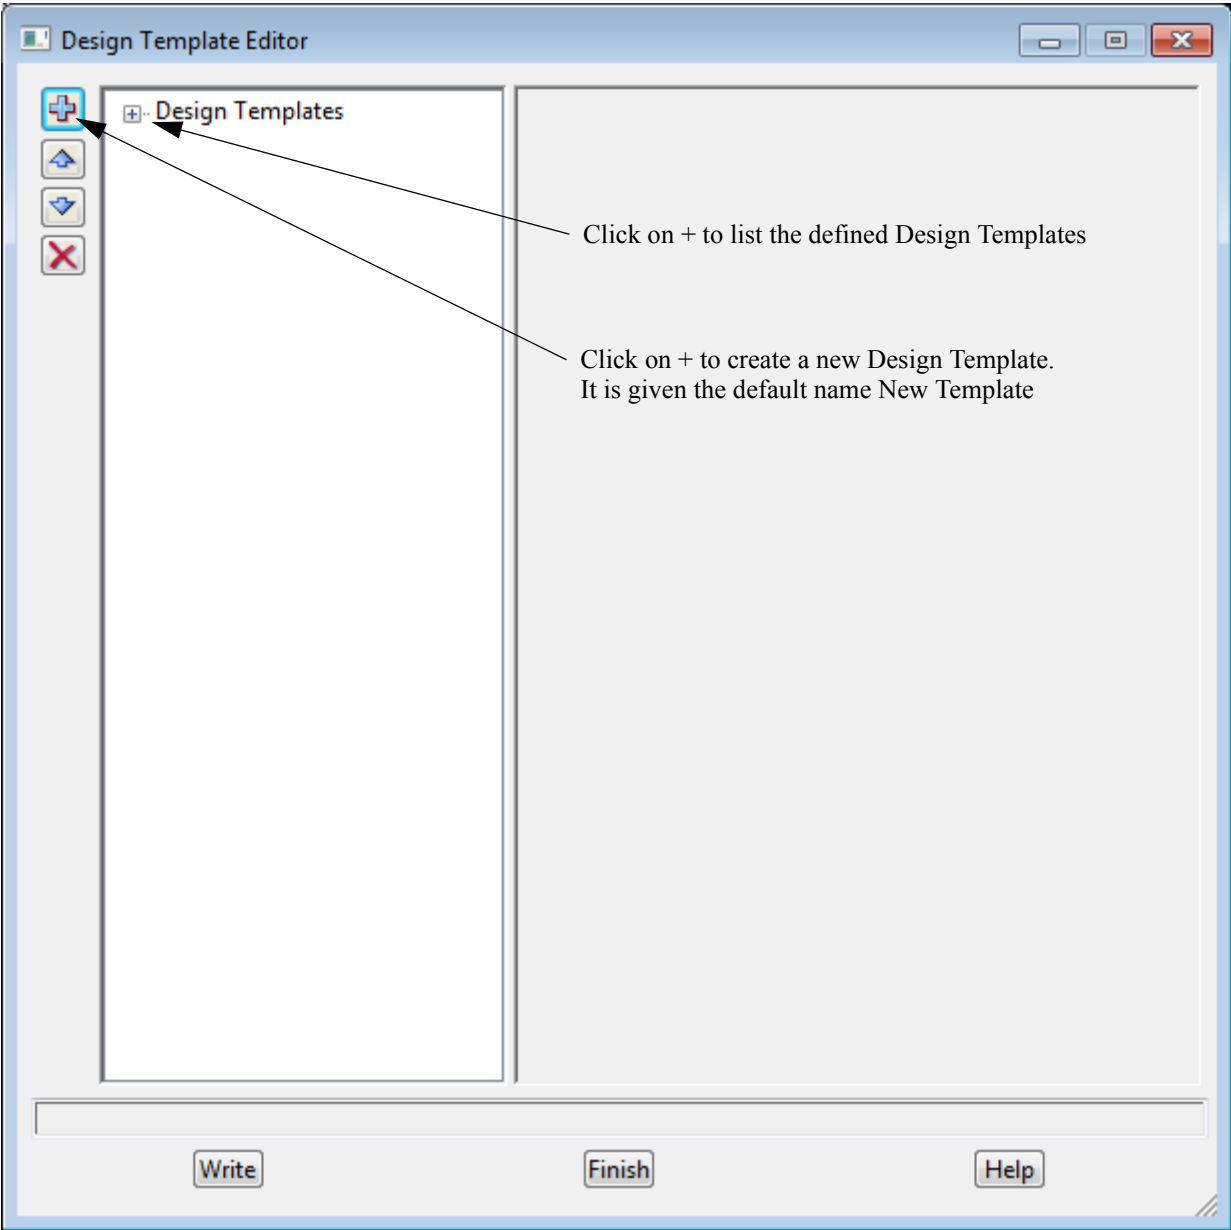 Design Template Editor
Design Templates
Click on + to list the defined Design Templates
Click on + to create a new Design Template.
It is given the default name New Template
Write
Finish
Help